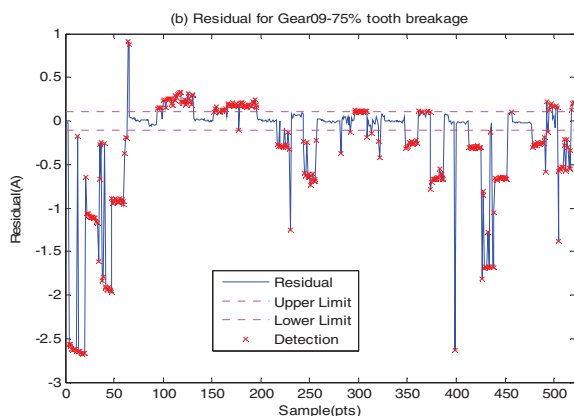 (b) Residual for Gear09-75% tooth breakage
1
0.5
0
-0.5
-1
-1.5
-2
-2.5
-3
Residual(A)
Residual
Upper Limit
Lower Limit
Detection
0 50 100 150 200 250 300 350 400 450 500
Sample(pts)